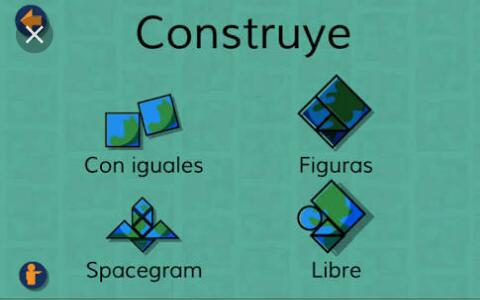 Construye
Con iguales
Figuras
Spacegram
Libre